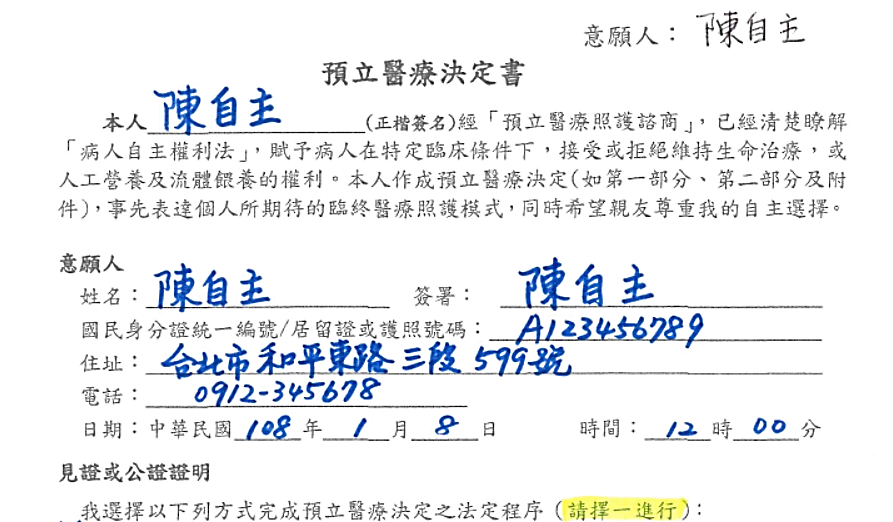 意願人：陳自主
預立醫療決定書
本人陳自主(正楷簽名)經「預立醫療照護諮商」，已經清楚瞭解
「病人自主權利法」，賦予病人在特定臨床條件下，接受或拒絕維持生命治療，或
人工營養及流體餵養的權利。本人作成預立醫療決定(如第一部分、第二部分及附
件)，事先表達個人所期待的臨終醫療照護模式，同時希望親友尊重我的自主選擇。
意願人
姓名：陳自主 簽署：陳自主
國民身分證統一編號/居留證或護照號碼：A123456789
住址：台北市和平東路三段599號
電話：0912-345678
日期：中華民國108年1月8日 時間：12時00分
見證或公證證明
我選擇以下列方式完成預立醫療決定之法定程序（請擇一進行）：